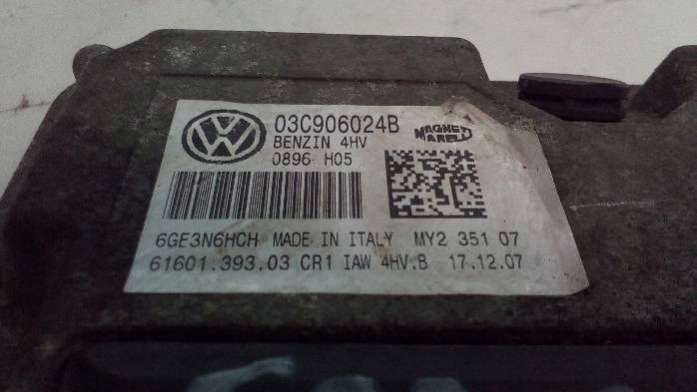 03C906024B
MAGNETI MARELLI
BENZIN 4HV
0896 H05
6GE3N6HCH MADE IN ITALY MY2 351 07
61601.393.03 CR1 IAW 4HV.B 17.12.07